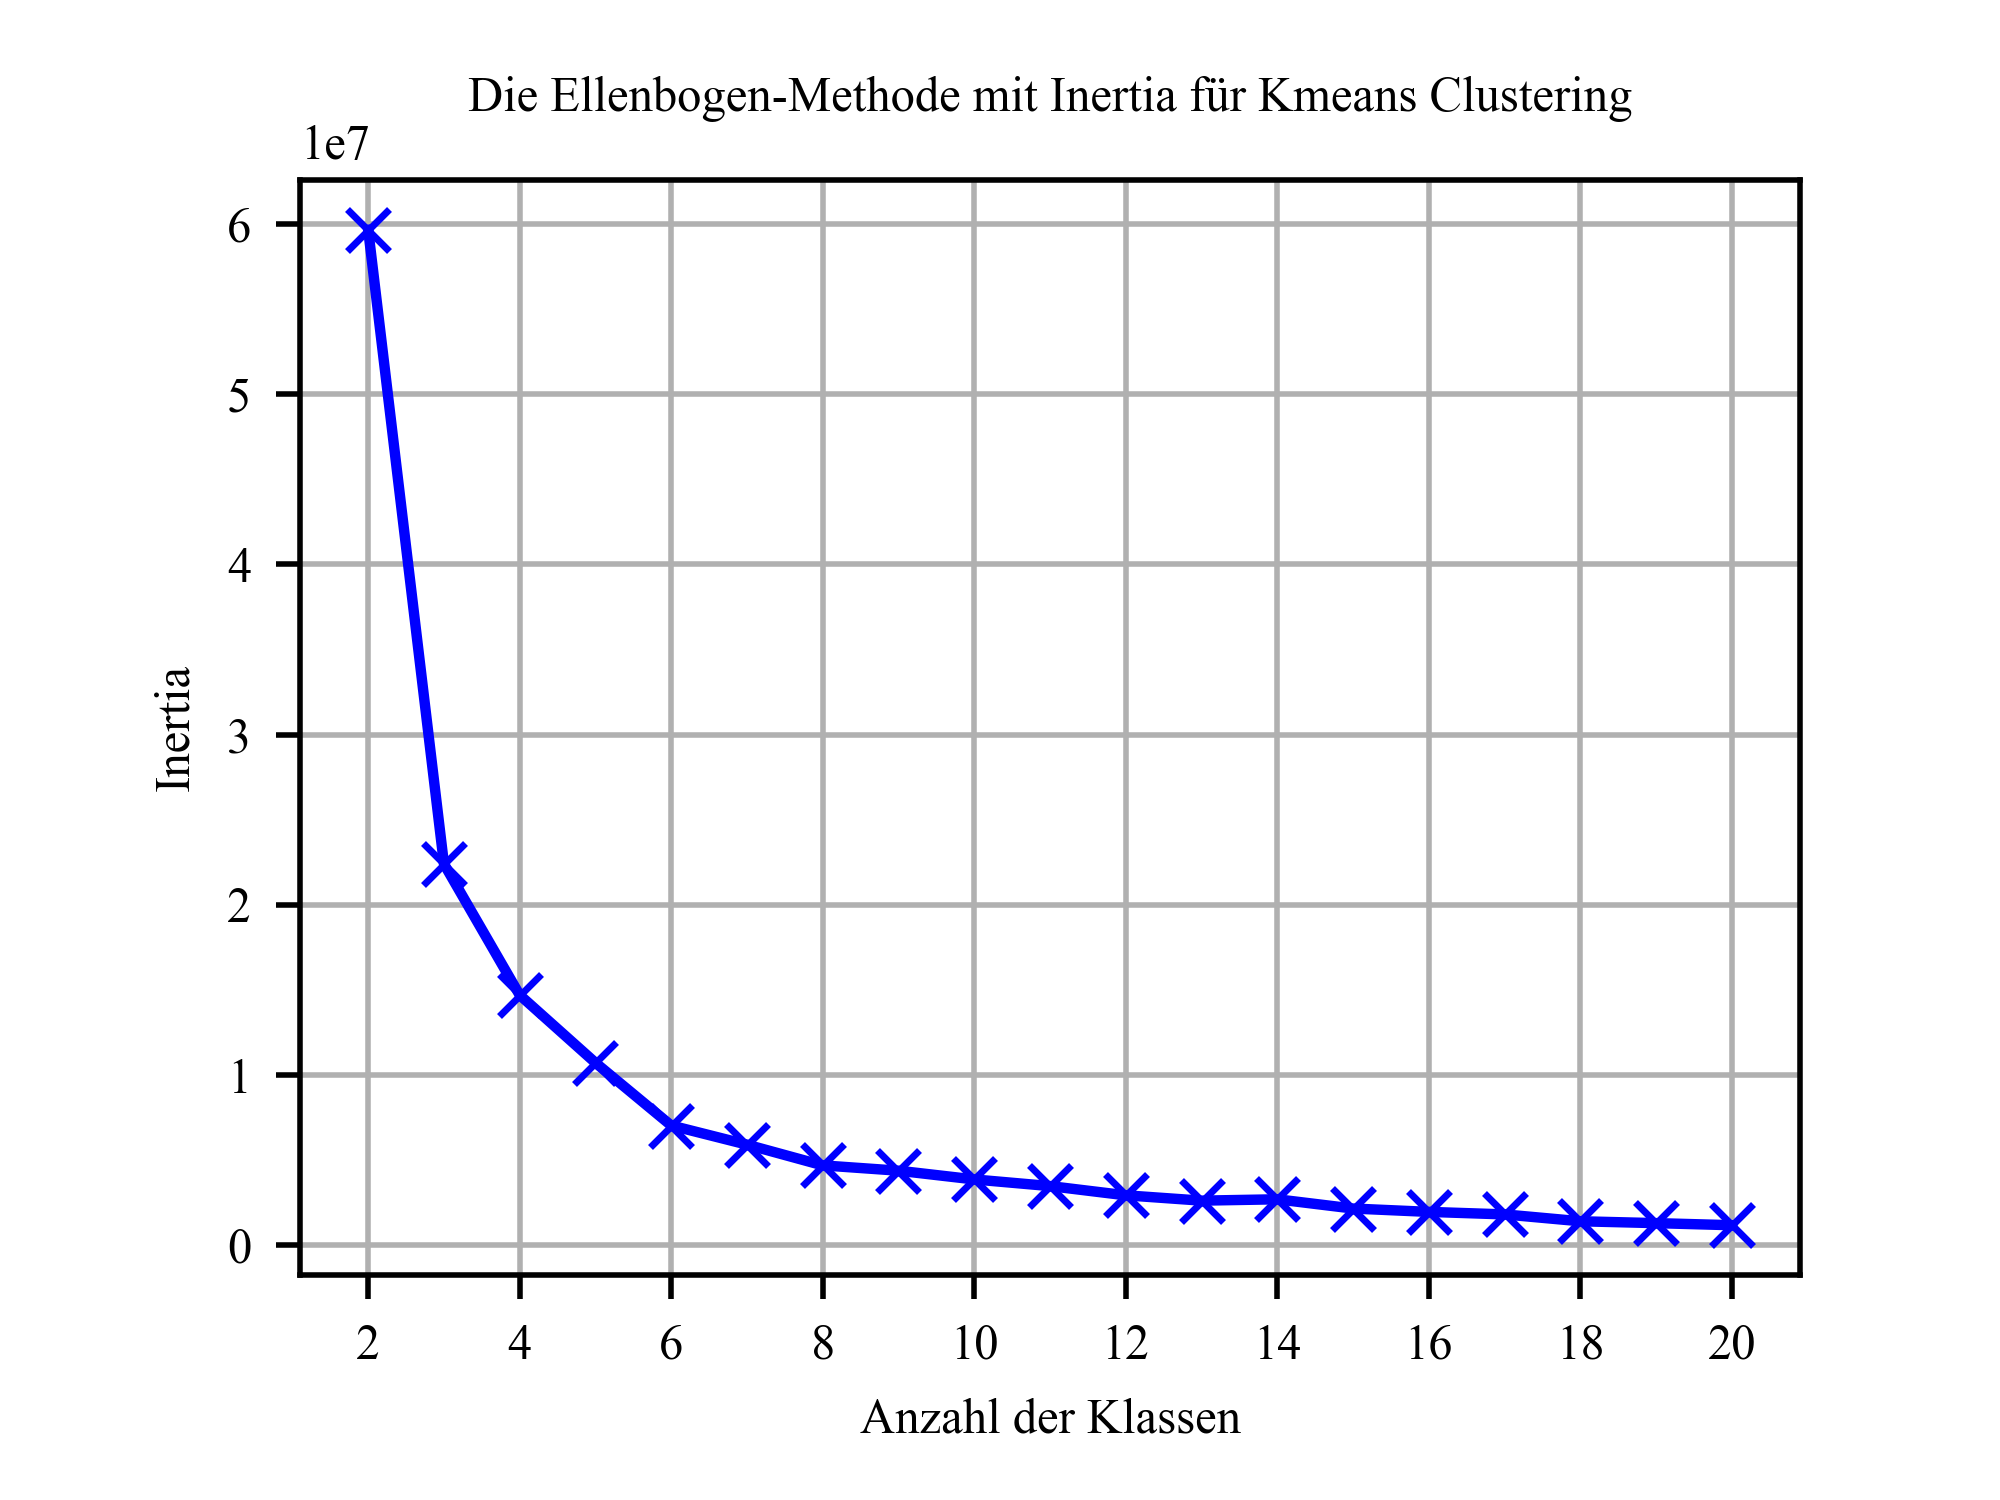 Die Ellenbogen-Methode mit Inertia für Kmeans Clustering
1e7
6
5
4
3
2
1
0
Inertia
2 4 6 8 10 12 14 16 18 20
Anzahl der Klassen